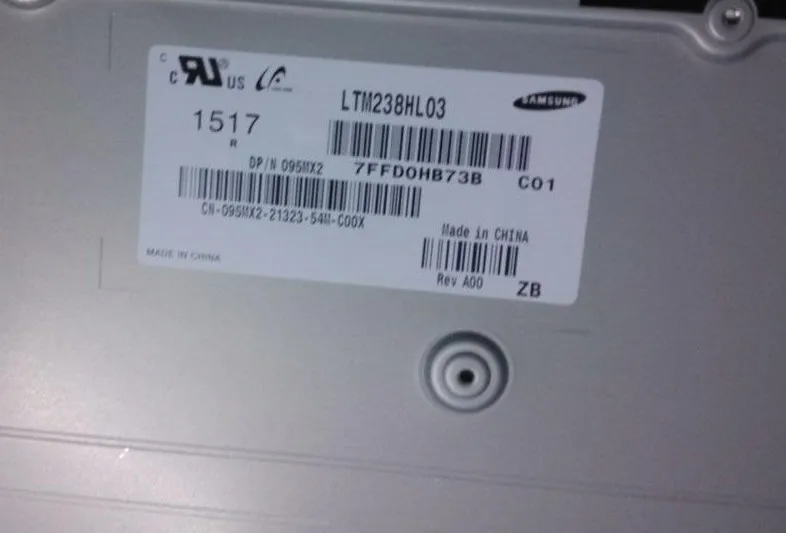 C
C RU ® US
LTM238HL03
SAMSUNG
1517
R
DP/N 095MX2
7FFD0HB73B C01
CN-095MX2-21323-54M-C00X
Made in CHINA
MADE IN CHINA
Rev A00
ZB